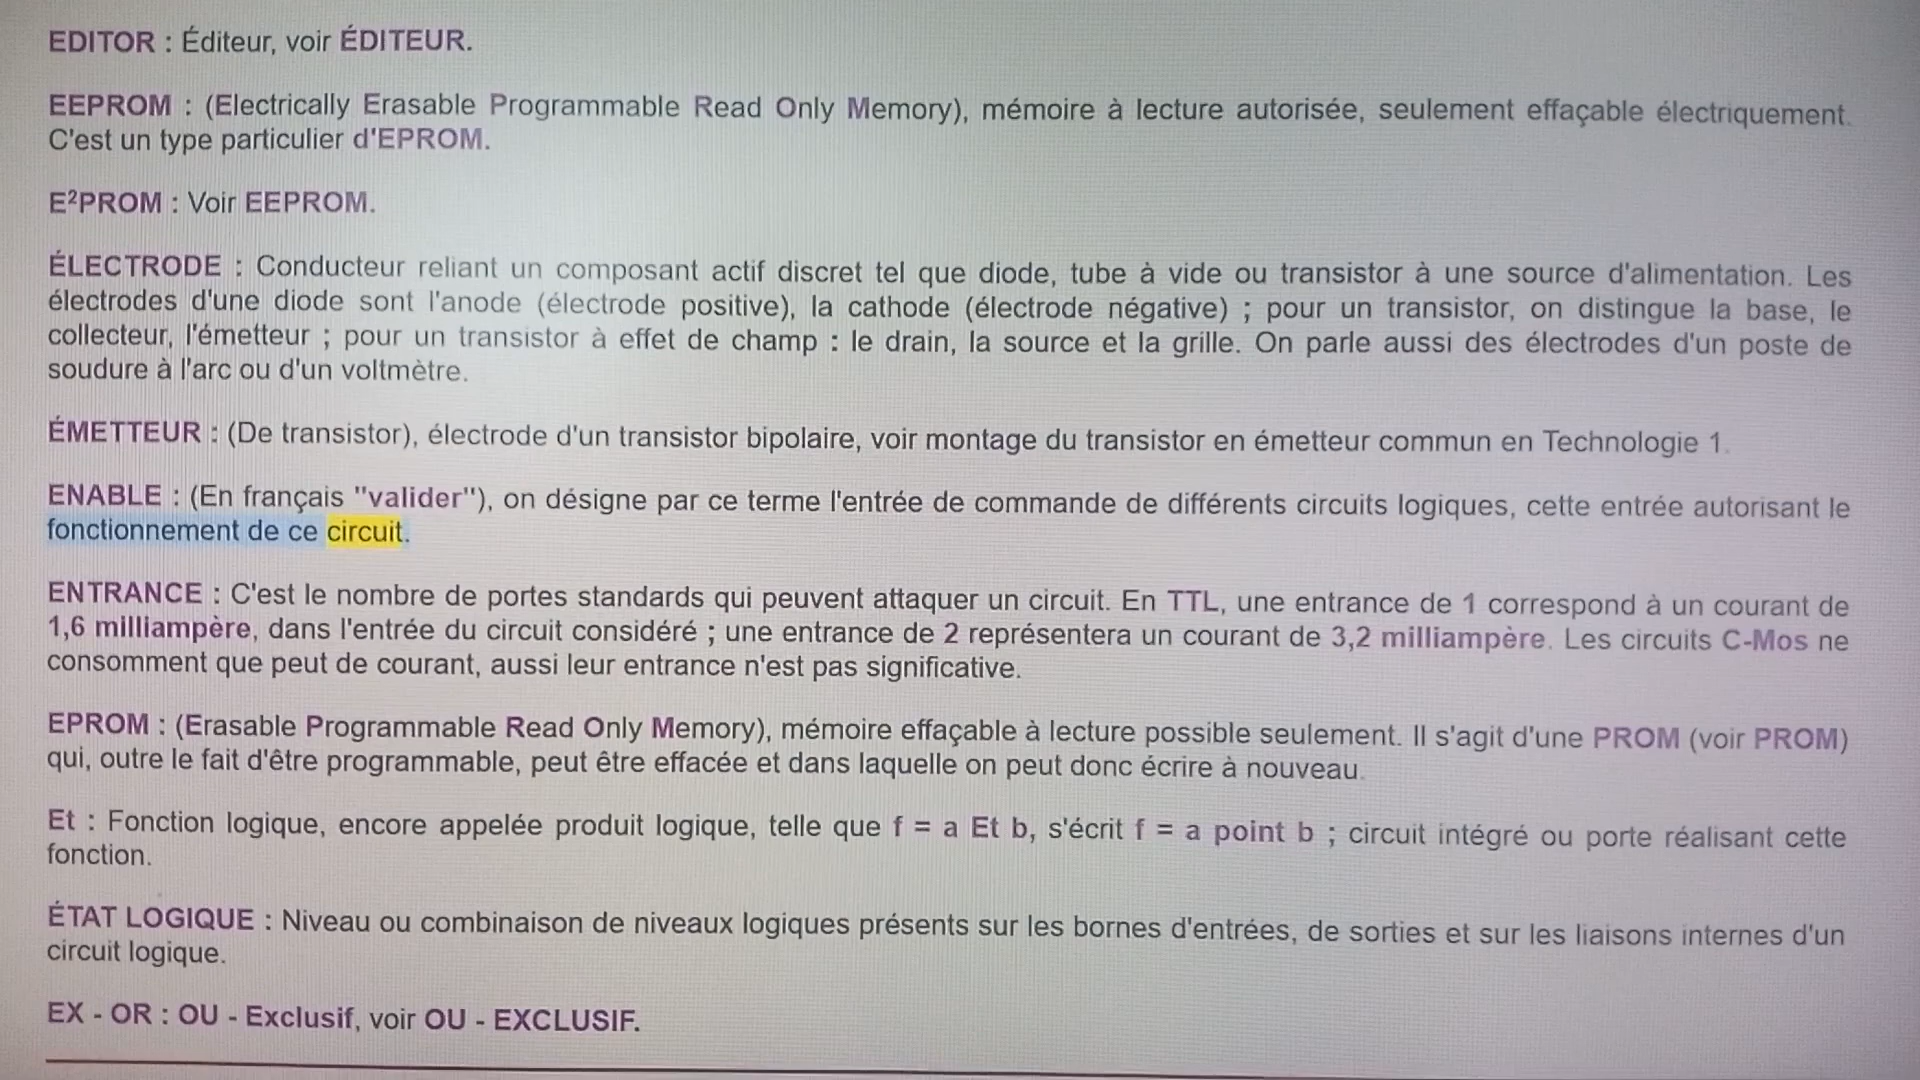 EDITOR : Éditeur, voir ÉDITEUR.
EEPROM : (Electrically Erasable Programmable Read Only Memory), mémoire à lecture autorisée, seulement effaçable électriquement.
C'est un type particulier d'EPROM.
E²PROM : Voir EEPROM.
ÉLECTRODE : Conducteur reliant un composant actif discret tel que diode, tube à vide ou transistor à une source d'alimentation. Les
électrodes d'une diode sont l'anode (électrode positive), la cathode (électrode négative) ; pour un transistor, on distingue la base, le
collecteur, l'émetteur ; pour un transistor à effet de champ : le drain, la source et la grille. On parle aussi des électrodes d'un poste de
soudure à l'arc ou d'un voltmètre.
ÉMETTEUR : (De transistor), électrode d'un transistor bipolaire, voir montage du transistor en émetteur commun en Technologie 1.
ENABLE : (En français "valider"), on désigne par ce terme l'entrée de commande de différents circuits logiques, cette entrée autorisant le
fonctionnement de ce circuit.
ENTRANCE : C'est le nombre de portes standards qui peuvent attaquer un circuit. En TTL, une entrance de 1 correspond à un courant de
1,6 milliampère, dans l'entrée du circuit considéré ; une entrance de 2 représentera un courant de 3,2 milliampère. Les circuits C-Mos ne
consomment que peut de courant, aussi leur entrance n'est pas significative.
EPROM : (Erasable Programmable Read Only Memory), mémoire effaçable à lecture possible seulement. Il s'agit d'une PROM (voir PROM)
qui, outre le fait d'être programmable, peut être effacée et dans laquelle on peut donc écrire à nouveau.
Et : Fonction logique, encore appelée produit logique, telle que f = a Et b, s'écrit f = a point b ; circuit intégré ou porte réalisant cette
fonction.
ÉTAT LOGIQUE : Niveau ou combinaison de niveaux logiques présents sur les bornes d'entrées, de sorties et sur les liaisons internes d'un
circuit logique.
EX - OR : OU - Exclusif, voir OU - EXCLUSIF.